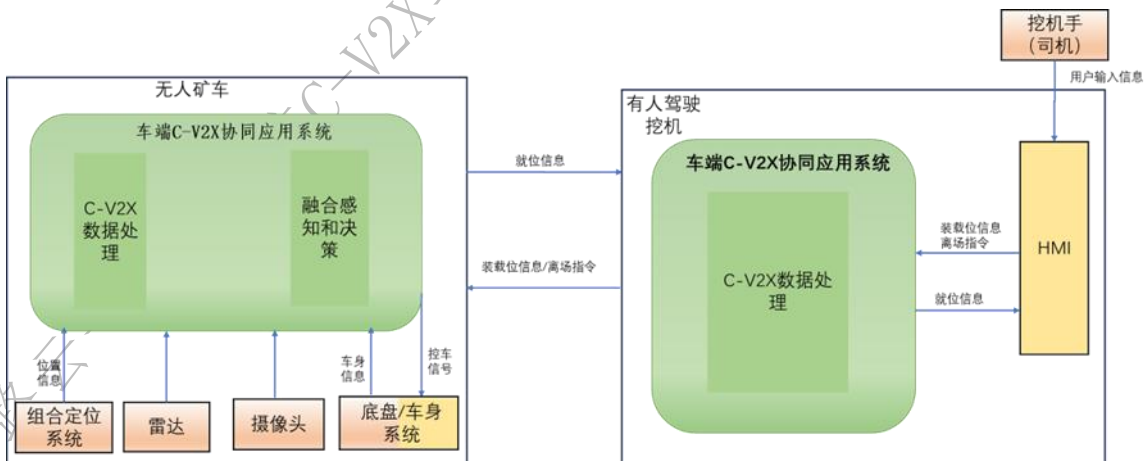 挖机手
（司机）
用户输入信息
无人矿车
车端C-V2X协同应用系统
C-V2X
数据处
理
融合感
知和决
策
位置
信息
车身
信息
控车
信号
组合定位
系统
雷达
摄像头
底盘/车身
系统
就位信息
装载位信息/离场指令
有人驾驶
挖机
车端C-V2X协同应用系统
C-V2X数据处
理
装载位信息
离场指令
就位信息
HMI
C-V2X